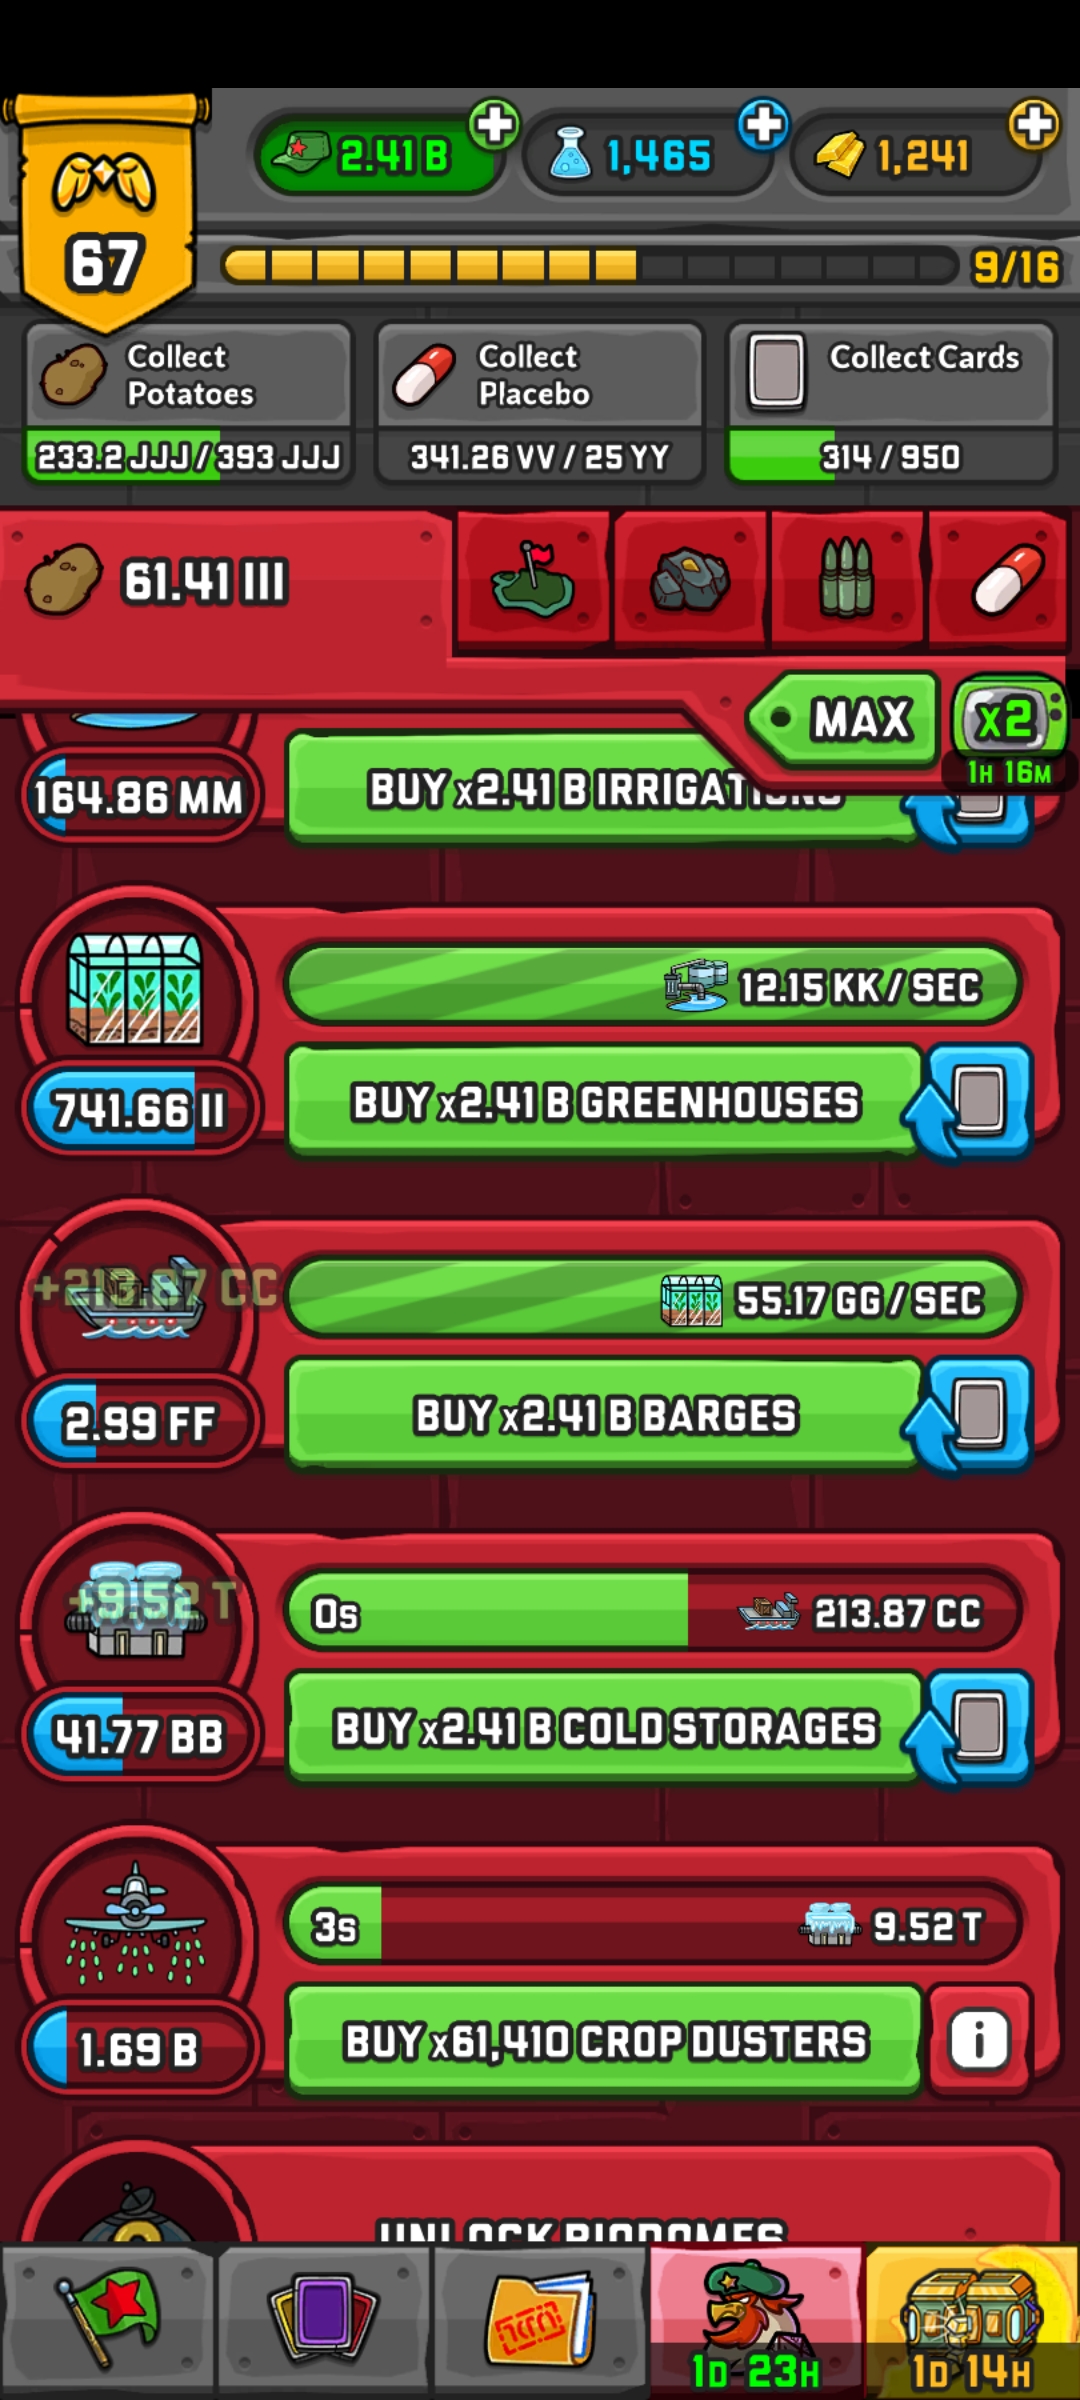 67
2.41 B
1,465
1,241
9/16
Collect
Potatoes
233.2 JJJ / 393 JJJ
Collect
Placebo
341.26 VV / 25 YY
Collect Cards
314 / 950
61.41 III
MAX
x2
1H 16M
164.86 MM
BUY x2.41 B IRRIGATIONS
12.15 KK / SEC
741.66 II
BUY x2.41 B GREENHOUSES
+213.87 CC
55.17 GG / SEC
2.99 FF
BUY x2.41 B BARGES
+9.52 T
0s
213.87 CC
41.77 BB
BUY x2.41 B COLD STORAGES
3s
9.52 T
1.69 B
BUY x61,410 CROP DUSTERS
i
UNLOCK BIODOMES
1D 23H
1D 14H